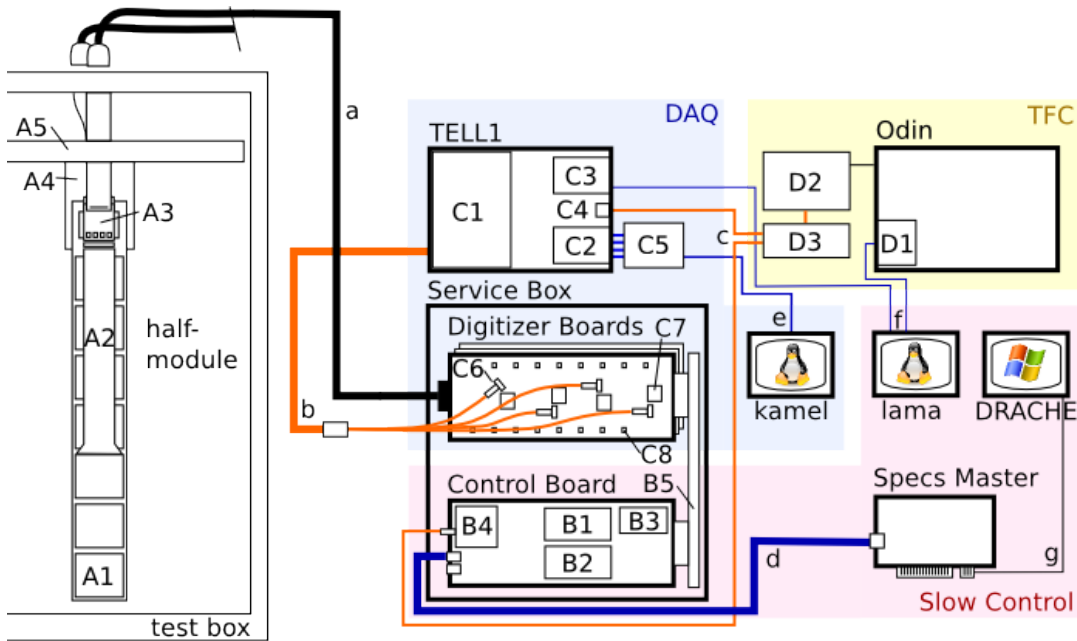 a
DAQ
TFC
TELL1
Odin
A5
A4
A3
C1
C3
C4
C2
C5
c
D2
D3
D1
Service Box
Digitizer Boards
C7
C6
C8
b
A2
half-
module
e
f
kamel
lama
DRACHE
Control Board
B5
Specs Master
B4
B1
B3
B2
d
g
A1
Slow Control
test box